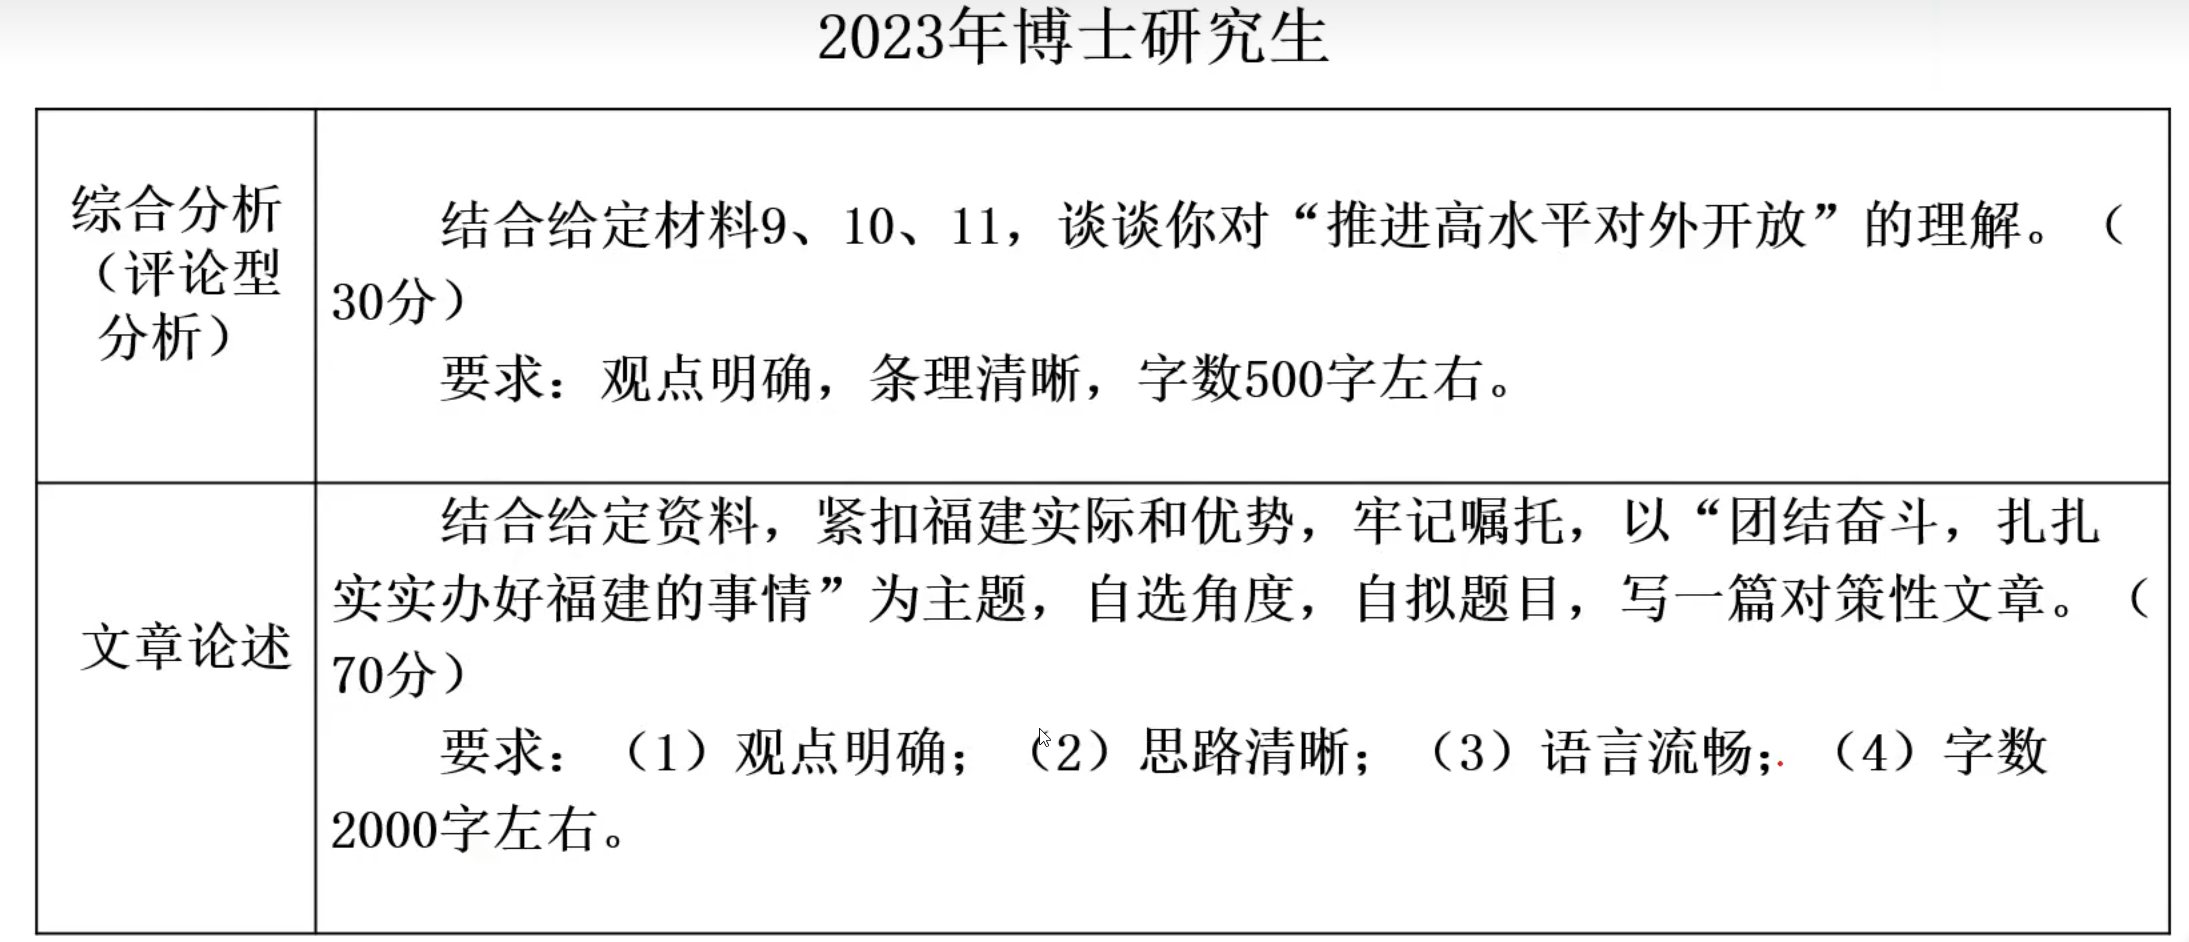 2023年博士研究生
综合分析
（评论型
分析）
结合给定材料9、10、11，谈谈你对“推进高水平对外开放”的理解。（
30分）
要求：观点明确，条理清晰，字数500字左右。
文章论述
结合给定资料，紧扣福建实际和优势，牢记嘱托，以“团结奋斗，扎扎
实实办好福建的事情”为主题，自选角度，自拟题目，写一篇对策性文章。（
70分）
要求：（1）观点明确；（2）思路清晰；（3）语言流畅；（4）字数
2000字左右。